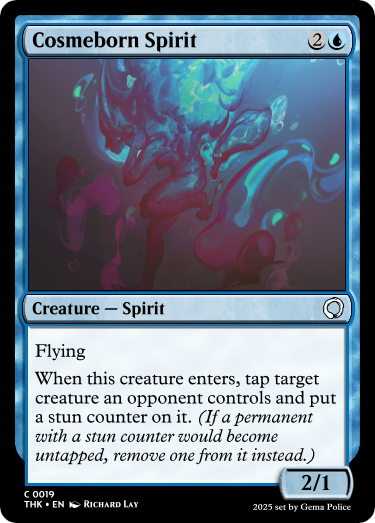 Cosmeborn Spirit 2
Creature — Spirit
Flying
When this creature enters, tap target
creature an opponent controls and put
a stun counter on it. (If a permanent
with a stun counter would become
untapped, remove one from it instead.)
2/1
C 0019
THK • EN Richard Lay
2025 set by Gema Police